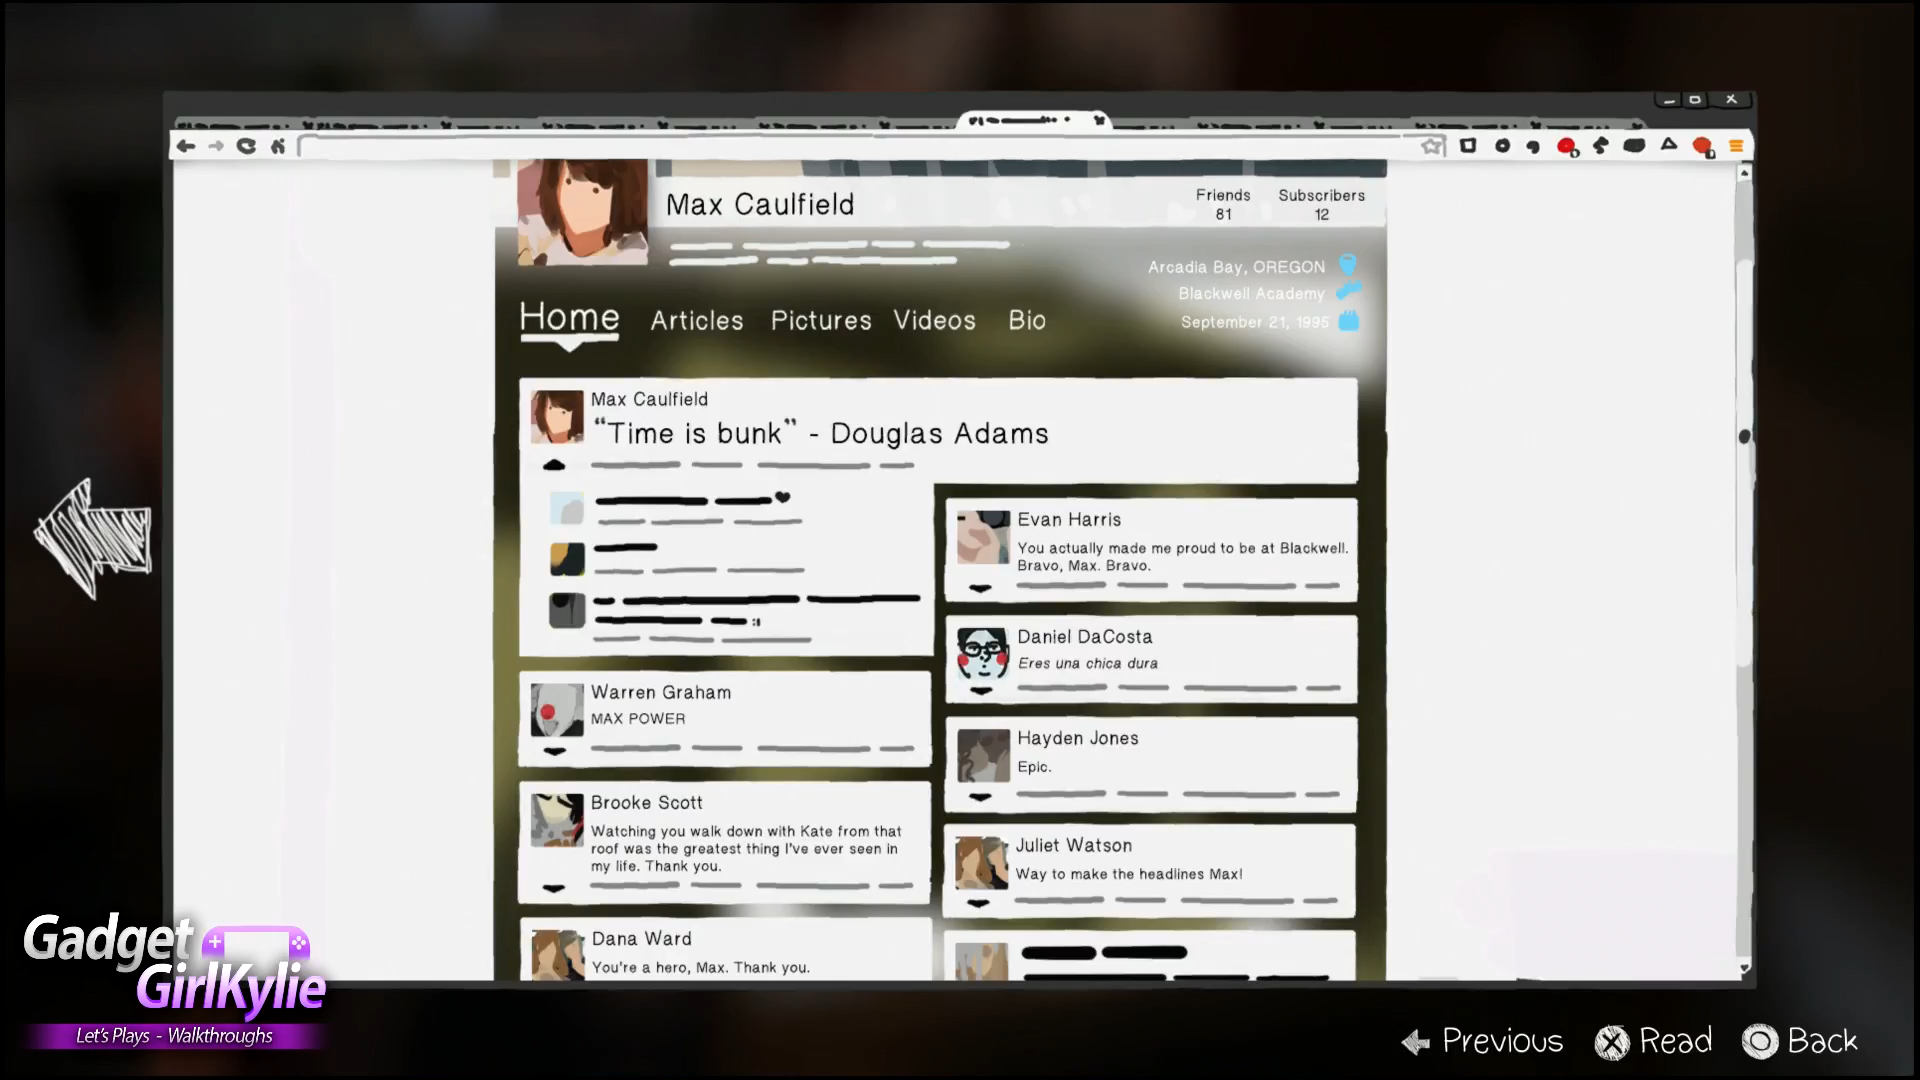 Max Caulfield
Friends
81
Subscribers
12
Arcadia Bay, OREGON
Blackwell Academy
September 21, 1995
Home
Articles
Pictures
Videos
Bio
Max Caulfield
“Time is bunk” - Douglas Adams
Warren Graham
MAX POWER
Brooke Scott
Watching you walk down with Kate from that
roof was the greatest thing I've ever seen in
my life. Thank you.
Dana Ward
You're a hero, Max. Thank you.
Evan Harris
You actually made me proud to be at Blackwell.
Bravo, Max. Bravo.
Daniel DaCosta
Eres una chica dura
Hayden Jones
Epic.
Juliet Watson
Way to make the headlines Max!
Gadget
GirlKylie
Let's Plays - Walkthroughs
Previous
Read
Back